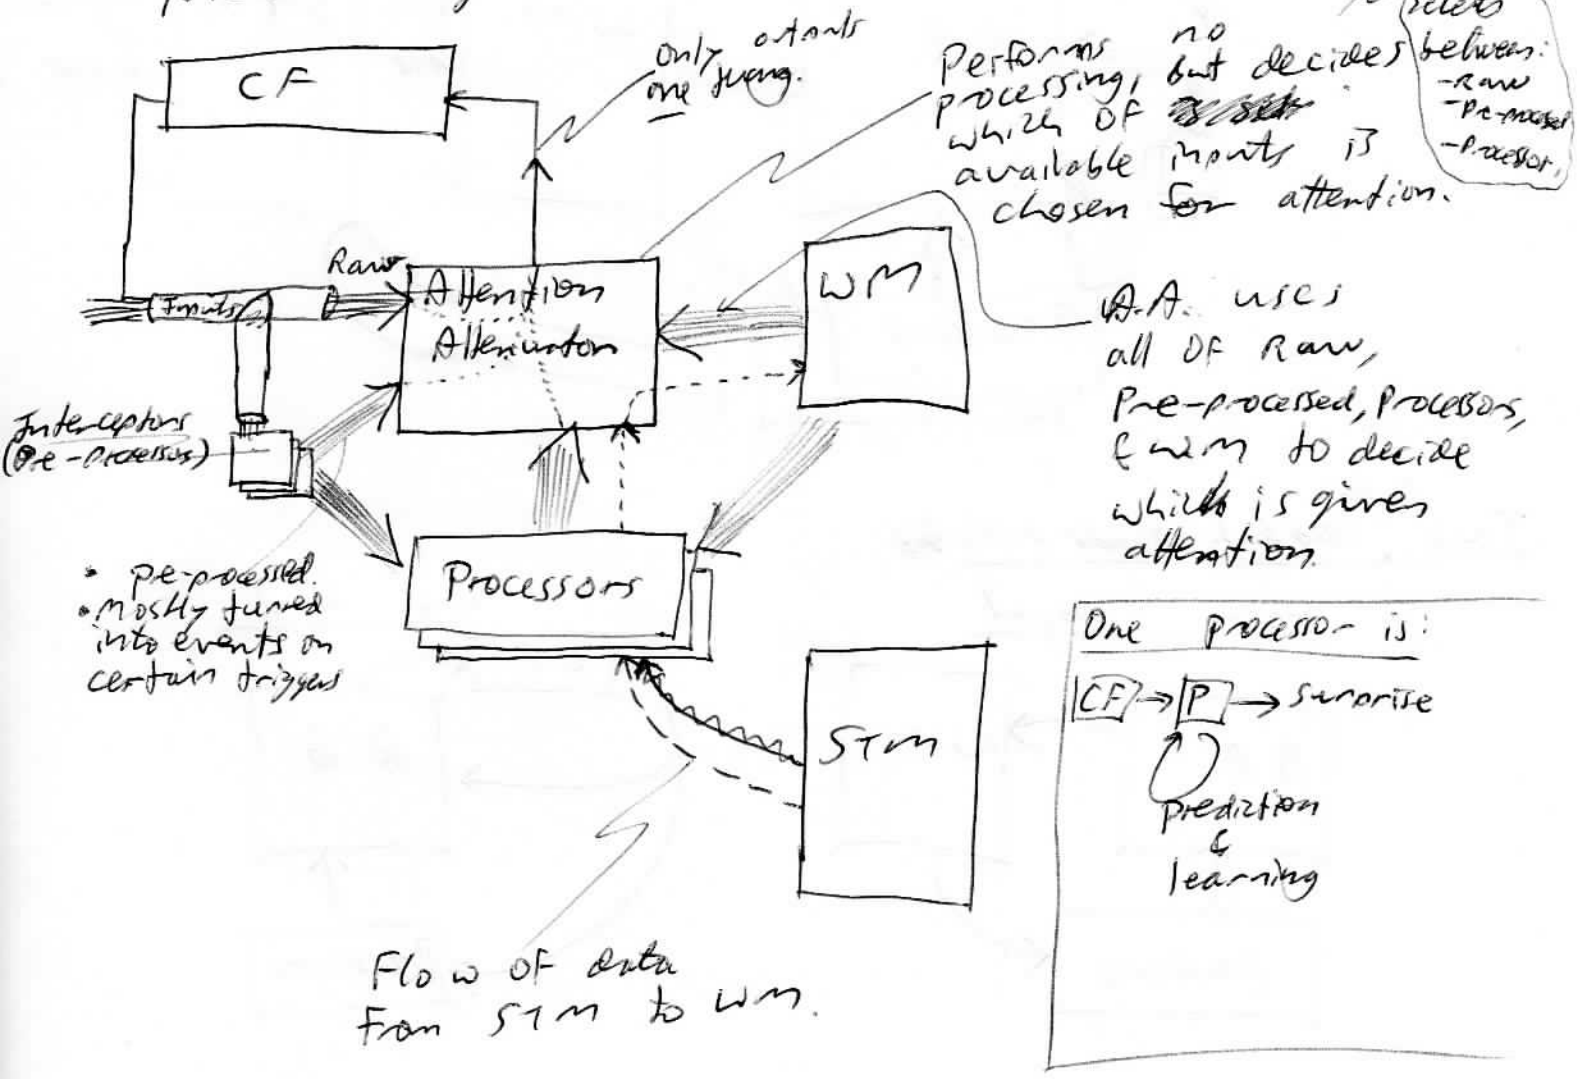 CF
only outputs
one thing.
Performs no
processing, but decides
which of
available inputs is
chosen for attention.
between:
- Raw
- Pre-processed
- Processor.
Raw
Inputs
Attention
Attenuator
WM
A.A. uses
all of Raw,
Pre-processed, Processors,
& WM to decide
which is given
attention.
Interceptors
(Pre-Processors)
• pre-processed.
• Mostly turned
into events on
certain triggers
Processors
STM
One processor is:
CF → P → surprise
prediction
&
learning
Flow of data
from STM to WM.